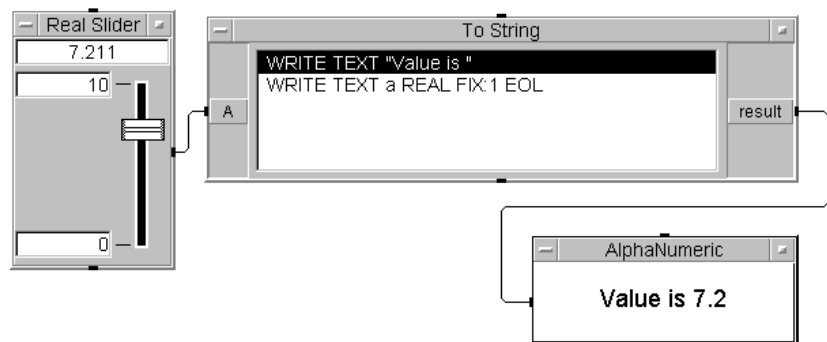 Real Slider
7.211
10
0
To String
A
WRITE TEXT "Value is "
WRITE TEXT a REAL FIX:1 EOL
result
AlphaNumeric
Value is 7.2